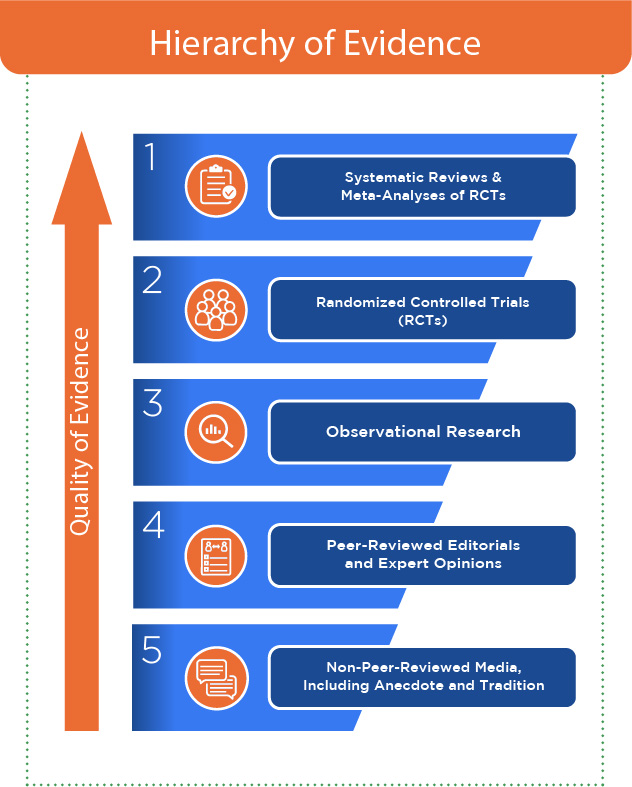 Hierarchy of Evidence
Quality of Evidence
1
Systematic Reviews &
Meta-Analyses of RCTs
2
Randomized Controlled Trials
(RCTs)
3
Observational Research
4
Peer-Reviewed Editorials
and Expert Opinions
5
Non-Peer-Reviewed Media,
Including Anecdote and Tradition